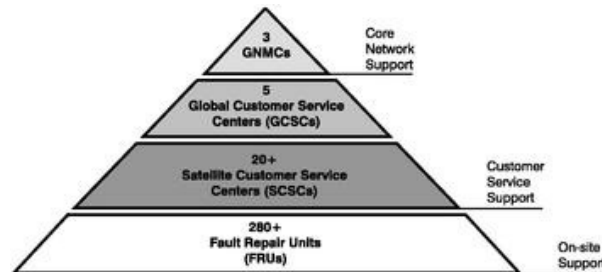 3
GNMCs
Core
Network
Support
5
Global Customer Service
Centers (GCSCs)
20+
Satellite Customer Service
Centers (SCSCs)
Customer
Service
Support
280+
Fault Repair Units
(FRUs)
On-site
Support